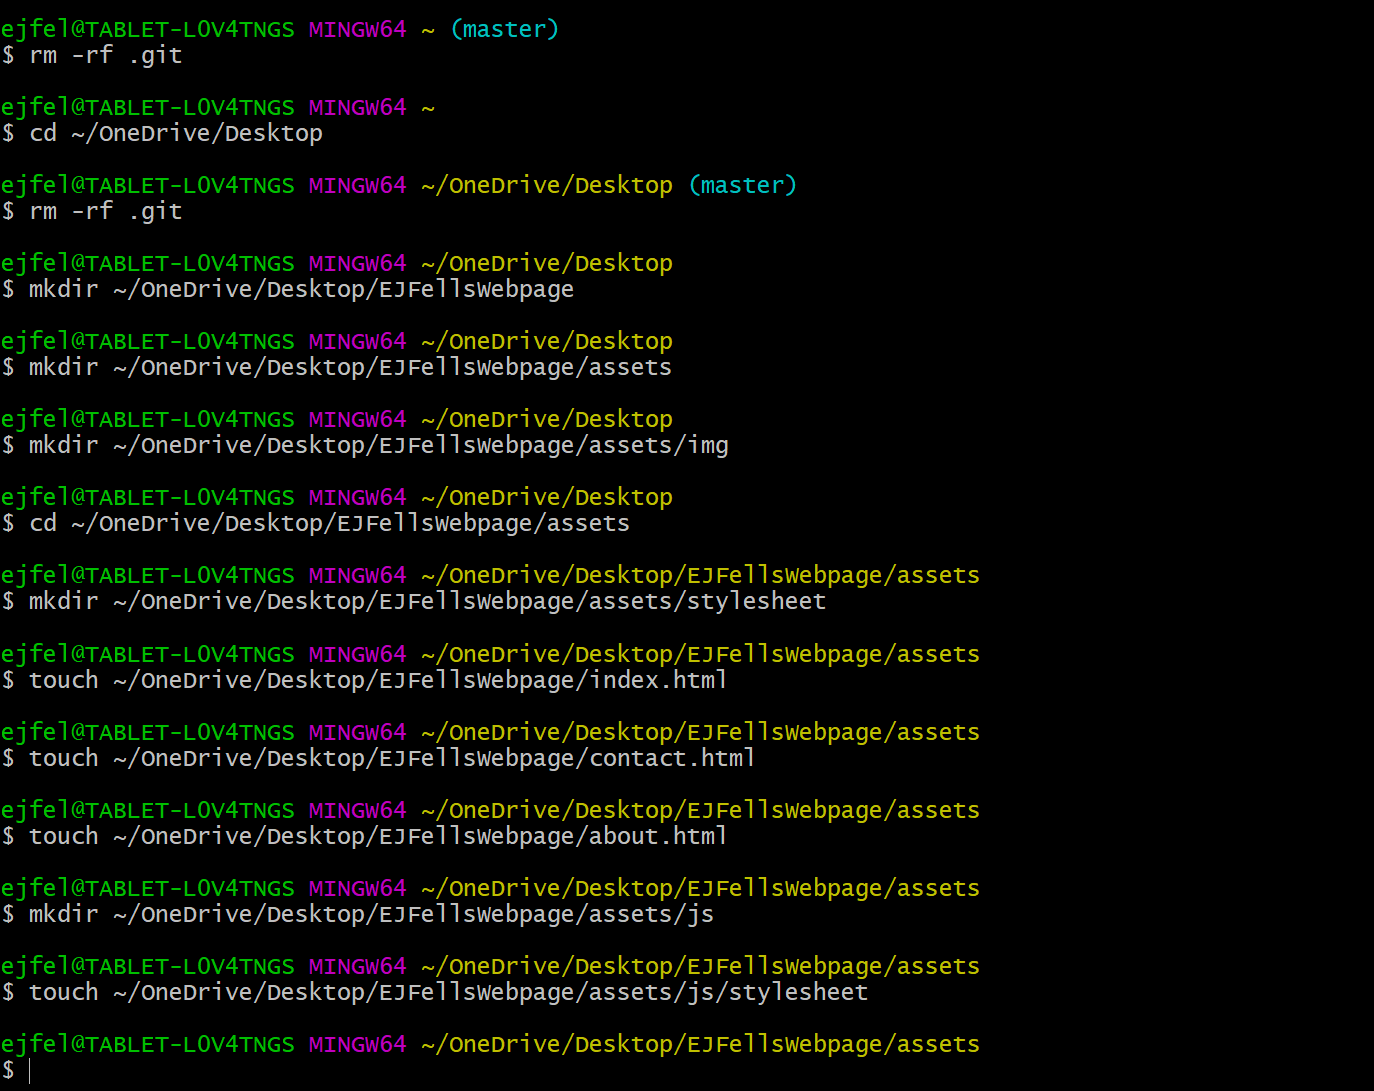 ejfel@TABLET-L0V4TNGS MINGW64 ~ (master)
$ rm -rf .git
ejfel@TABLET-L0V4TNGS MINGW64 ~
$ cd ~/OneDrive/Desktop
ejfel@TABLET-L0V4TNGS MINGW64 ~/OneDrive/Desktop (master)
$ rm -rf .git
ejfel@TABLET-L0V4TNGS MINGW64 ~/OneDrive/Desktop
$ mkdir ~/OneDrive/Desktop/EJFellsWebpage
ejfel@TABLET-L0V4TNGS MINGW64 ~/OneDrive/Desktop
$ mkdir ~/OneDrive/Desktop/EJFellsWebpage/assets
ejfel@TABLET-L0V4TNGS MINGW64 ~/OneDrive/Desktop
$ mkdir ~/OneDrive/Desktop/EJFellsWebpage/assets/img
ejfel@TABLET-L0V4TNGS MINGW64 ~/OneDrive/Desktop
$ cd ~/OneDrive/Desktop/EJFellsWebpage/assets
ejfel@TABLET-L0V4TNGS MINGW64 ~/OneDrive/Desktop/EJFellsWebpage/assets
$ mkdir ~/OneDrive/Desktop/EJFellsWebpage/assets/stylesheet
ejfel@TABLET-L0V4TNGS MINGW64 ~/OneDrive/Desktop/EJFellsWebpage/assets
$ touch ~/OneDrive/Desktop/EJFellsWebpage/index.html
ejfel@TABLET-L0V4TNGS MINGW64 ~/OneDrive/Desktop/EJFellsWebpage/assets
$ touch ~/OneDrive/Desktop/EJFellsWebpage/contact.html
ejfel@TABLET-L0V4TNGS MINGW64 ~/OneDrive/Desktop/EJFellsWebpage/assets
$ touch ~/OneDrive/Desktop/EJFellsWebpage/about.html
ejfel@TABLET-L0V4TNGS MINGW64 ~/OneDrive/Desktop/EJFellsWebpage/assets
$ mkdir ~/OneDrive/Desktop/EJFellsWebpage/assets/js
ejfel@TABLET-L0V4TNGS MINGW64 ~/OneDrive/Desktop/EJFellsWebpage/assets
$ touch ~/OneDrive/Desktop/EJFellsWebpage/assets/js/stylesheet
ejfel@TABLET-L0V4TNGS MINGW64 ~/OneDrive/Desktop/EJFellsWebpage/assets
$